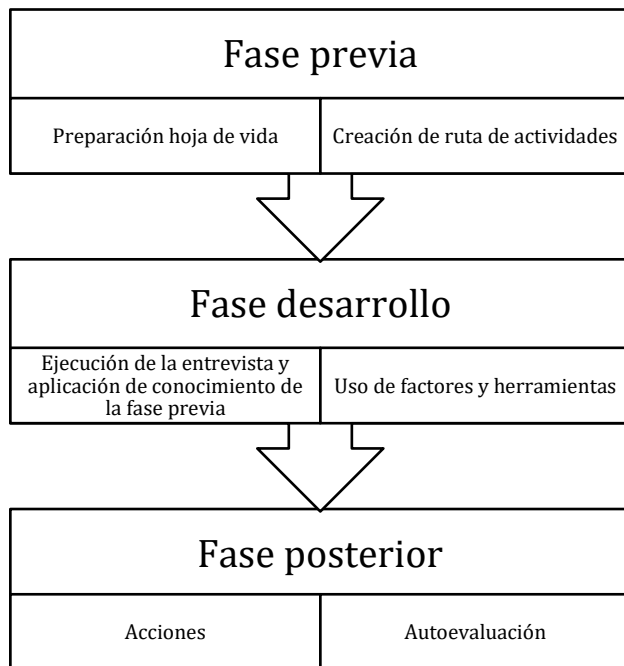 Fase previa
Preparación hoja de vida
Creación de ruta de actividades
Fase desarrollo
Ejecución de la entrevista y
aplicación de conocimiento de
la fase previa
Uso de factores y herramientas
Fase posterior
Acciones
Autoevaluación